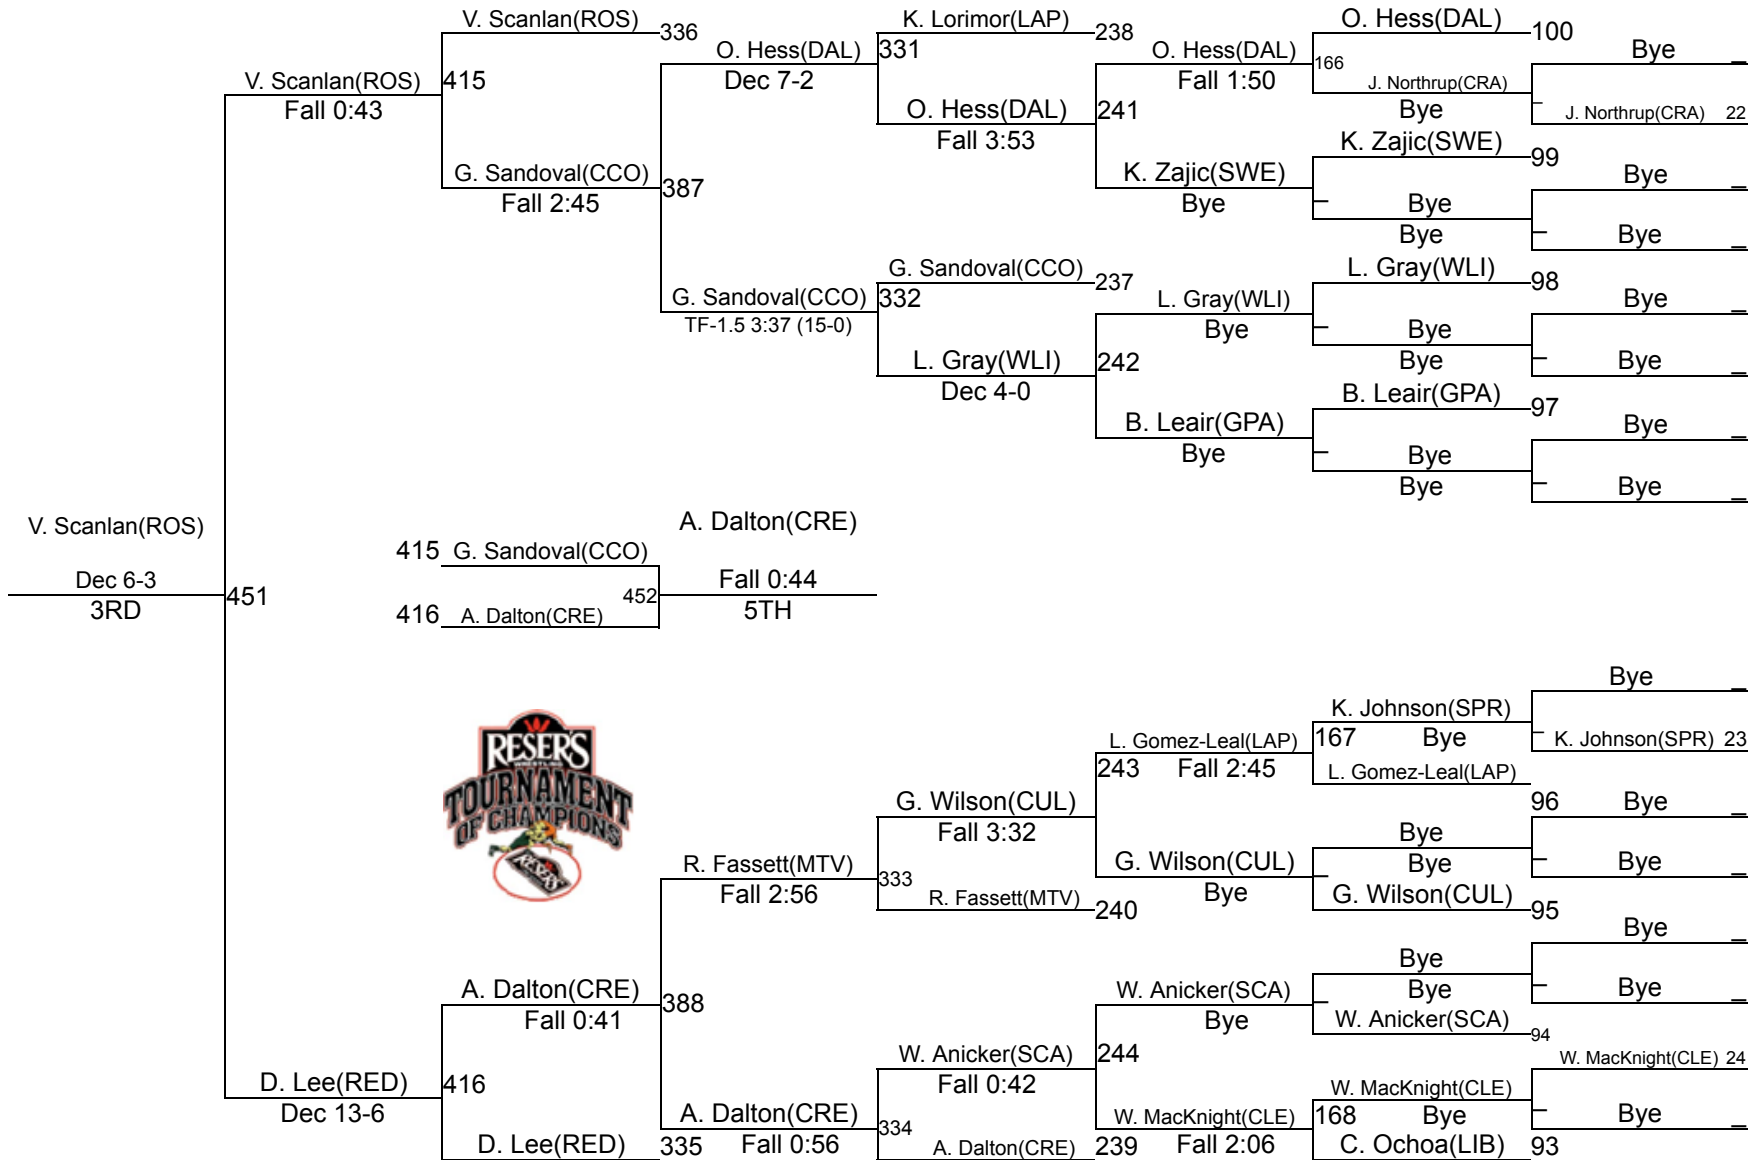 V. Scanlan(ROS) 336 K. Lorimor(LAP) 238 O. Hess(DAL) 100
O. Hess(DAL) 331 O. Hess(DAL) Bye _
V. Scanlan(ROS) 415 Dec 7-2 Fall 1:50 166 J. Northrup(CRA)
Fall 0:43 O. Hess(DAL) 241 Bye _ J. Northrup(CRA) 22
Fall 3:53 K. Zajic(SWE) 99
G. Sandoval(CCO) 387 K. Zajic(SWE) Bye _
Fall 2:45 Bye _ Bye
Bye _ Bye _
G. Sandoval(CCO) 237 L. Gray(WLI) 98
G. Sandoval(CCO) 332 L. Gray(WLI) Bye _
TF-1.5 3:37 (15-0) Bye _ Bye
L. Gray(WLI) 242 Bye _ Bye _
Dec 4-0 B. Leair(GPA) 97
B. Leair(GPA) Bye _
Bye _ Bye
Bye _ Bye _
V. Scanlan(ROS) A. Dalton(CRE)
415 G. Sandoval(CCO)
Dec 6-3 451 452 Fall 0:44
3RD 416 A. Dalton(CRE) 5TH
Bye _
K. Johnson(SPR)
RESER'S L. Gomez-Leal(LAP) 167 Bye _ K. Johnson(SPR) 23
WRESTLING 243 Fall 2:45 L. Gomez-Leal(LAP)
TOURNAMENT G. Wilson(CUL) 96 Bye _
OF CHAMPIONS Fall 3:32 Bye
RESER'S R. Fassett(MTV) G. Wilson(CUL) Bye _ Bye _
Fall 2:56 333 Bye _ G. Wilson(CUL) 95
R. Fassett(MTV) 240
Bye _
Bye
A. Dalton(CRE) 388 W. Anicker(SCA) Bye _ Bye _
Fall 0:41 Bye _ W. Anicker(SCA) 94
W. Anicker(SCA) 244 W. MacKnight(CLE) 24
D. Lee(RED) 416 Fall 0:42 W. MacKnight(CLE)
Dec 13-6 A. Dalton(CRE) 334 W. MacKnight(CLE) 168 Bye _ Bye _
D. Lee(RED) 335 Fall 0:56 A. Dalton(CRE) 239 Fall 2:06 C. Ochoa(LIB) 93